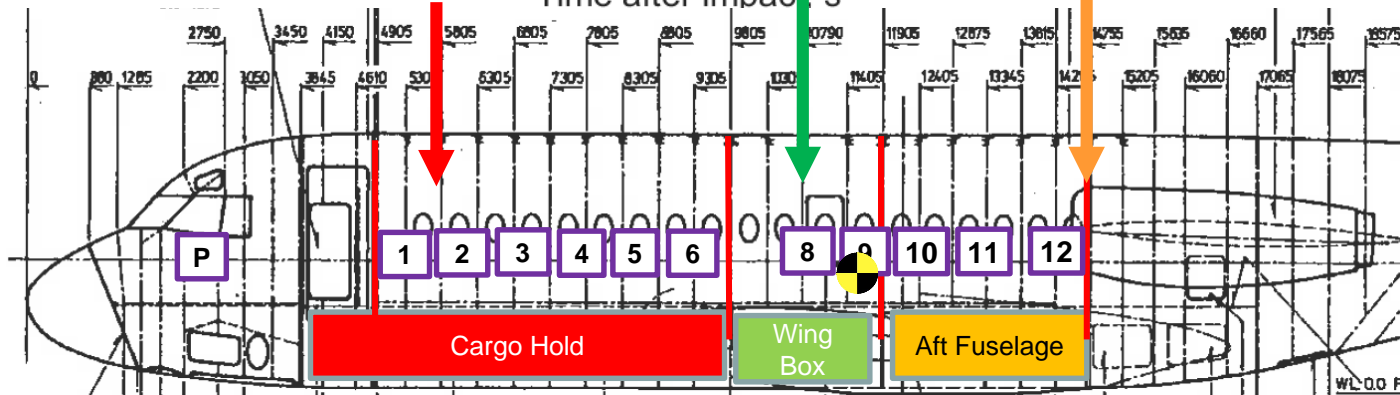 Time after impact s
2750 3450 4150 4905 5805 6805 7805 8805 9805 10790 11905 12875 13815 14755 15635 16660 17565 18575
0 860 1285 2200 3050 3845 4610 6305 7305 8305 9305 11405 12405 13345 15205 16060 17065 18075
P 1 2 3 4 5 6 8 9 10 11 12
Cargo Hold
Wing
Box
Aft Fuselage
WL 0.0